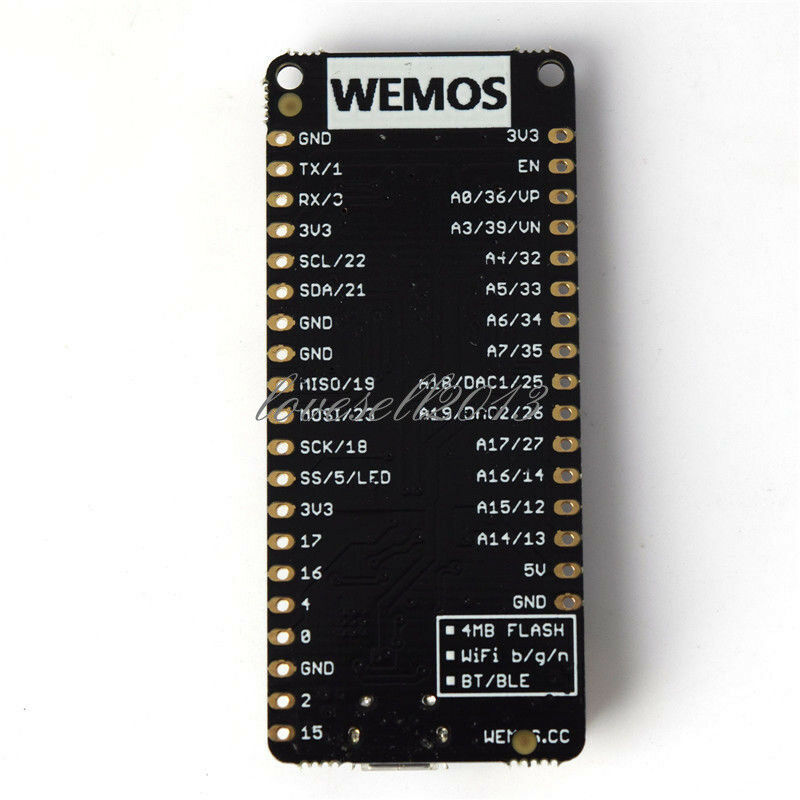 WEMOS
GND 3V3
TX/1 EN
RX/3 A0/36/VP
3V3 A3/39/VN
SCL/22 A4/32
SDA/21 A5/33
GND A6/34
GND A7/35
MISO/19 A18/DAC1/25
lovesell2013
MOSI/23 A19/DAC2/26
SCK/18 A17/27
SS/5/LED A16/14
3V3 A15/12
17 A14/13
16 5V
4 GND
0 4MB FLASH
GND WiFi b/g/n
2 BT/BLE
15 WEMOS.CC